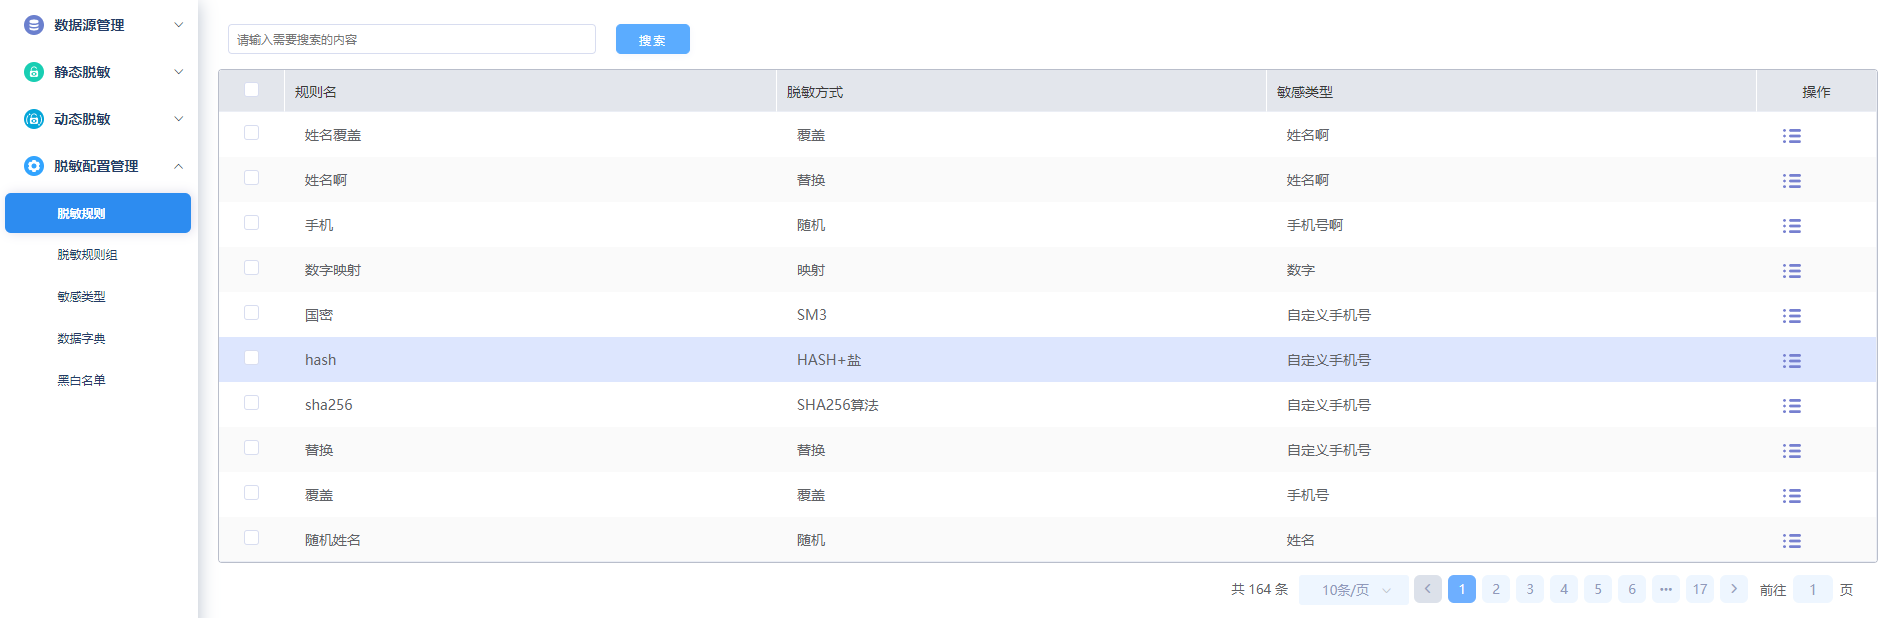 数据源管理
静态脱敏
动态脱敏
脱敏配置管理
脱敏规则
脱敏规则组
敏感类型
数据字典
黑白名单
请输入需要搜索的内容 搜索
规则名 脱敏方式 敏感类型 操作
姓名覆盖 覆盖 姓名啊
姓名啊 替换 姓名啊
手机 随机 手机号啊
数字映射 映射 数字
国密 SM3 自定义手机号
hash HASH+盐 自定义手机号
sha256 SHA256算法 自定义手机号
替换 替换 自定义手机号
覆盖 覆盖 手机号
随机姓名 随机 姓名
共 164 条 10条/页 1 2 3 4 5 6 ••• 17 前往 1 页